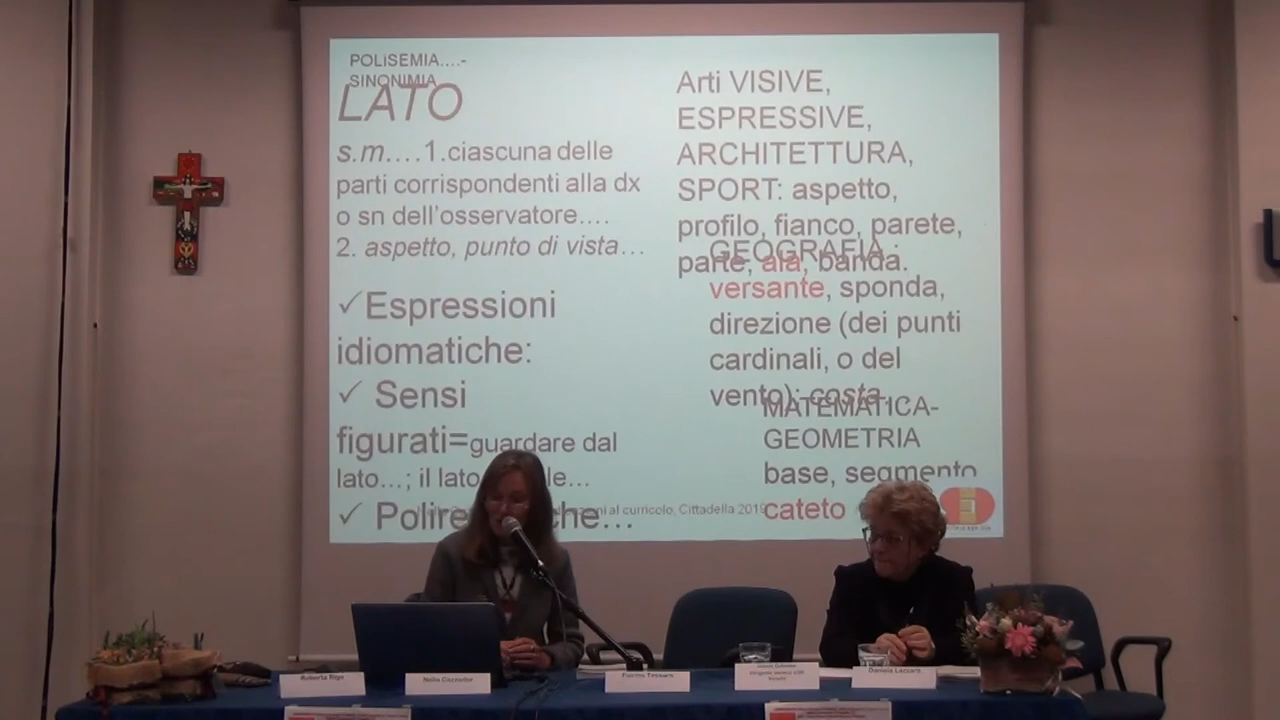 POLiSEMIA....-
SINONIMIA
LATO
s.m....1.ciascuna delle
parti corrispondenti alla dx
o sn dell'osservatore....
2. aspetto, punto di vista...
✓Espressioni
idiomatiche:
✓ Sensi
figurati=guardare dal
lato...; il lato
✓ 
Arti VISIVE,
ESPRESSIVE,
ARCHITETTURA,
SPORT: aspetto,
profilo, fianco, parete,
parte, ala, banda.
GEOGRAFIA :
versante, sponda,
direzione (dei punti
cardinali, o del
vento); costa
MATEMATICA-
GEOMETRIA
base, segmento
cateto
al curricolo, Cittadella 2019
Roberta Rigo
Daniela Lazzaro